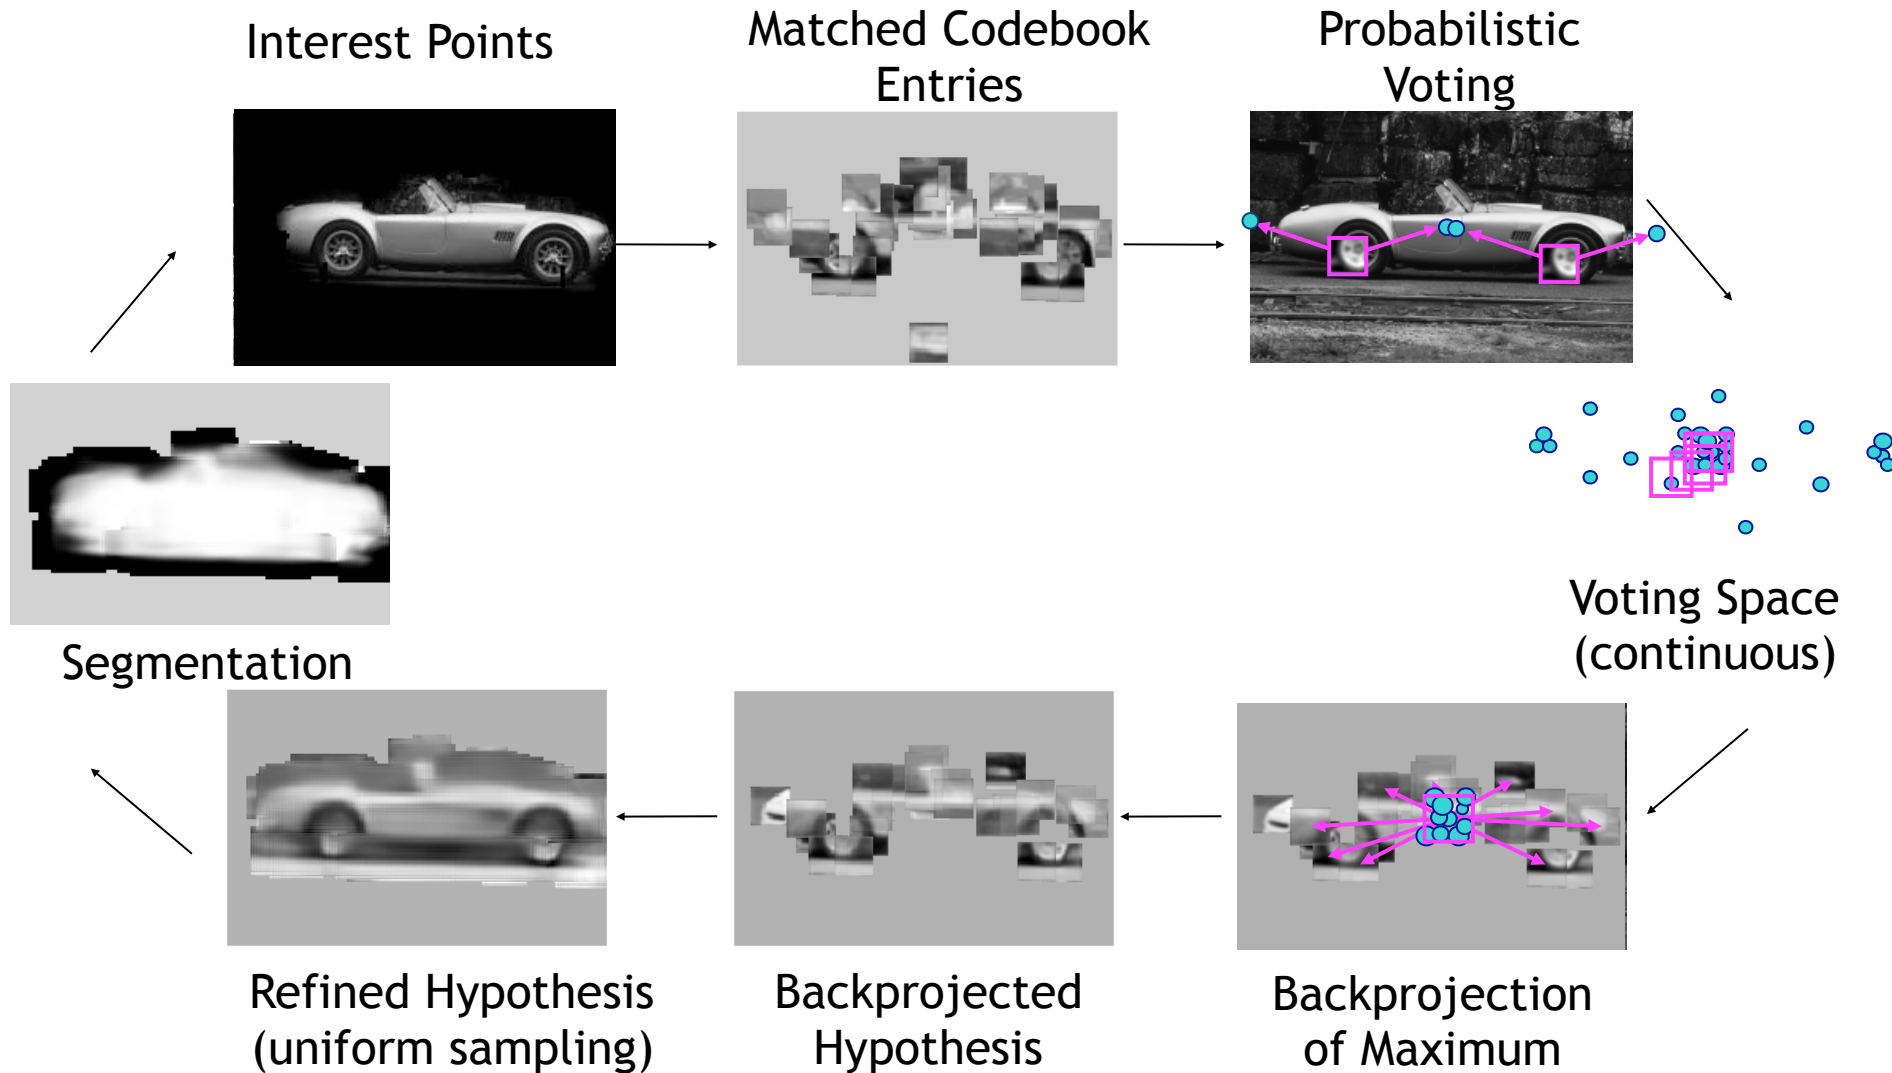 Interest Points
Matched Codebook
Entries
Probabilistic
Voting
Voting Space
(continuous)
Segmentation
Refined Hypothesis
(uniform sampling)
Backprojected
Hypothesis
Backprojection
of Maximum